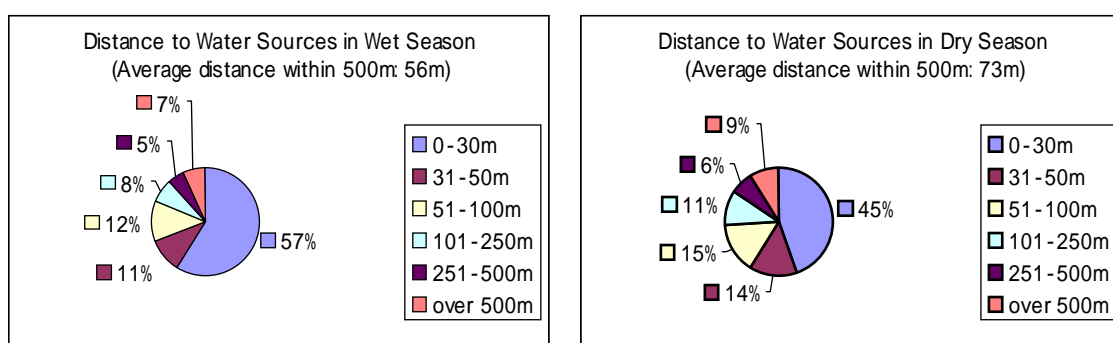 Distance to Water Sources in Wet Season
(Average distance within 500m: 56m)
7%
5%
8%
12%
11%
57%
0-30m
31-50m
51-100m
101-250m
251-500m
over 500m
Distance to Water Sources in Dry Season
(Average distance within 500m: 73m)
9%
6%
11%
15%
14%
45%
0-30m
31-50m
51-100m
101-250m
251-500m
over 500m